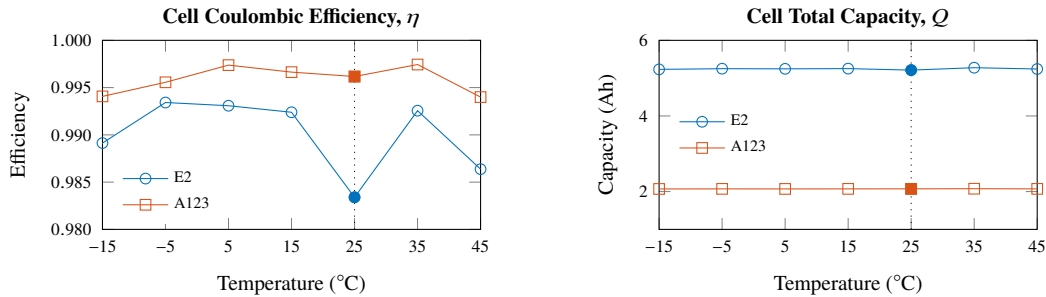 Cell Coulombic Efficiency, η
1.000
0.995
0.990
0.985
0.980
Efficiency
E2
A123
−15 −5 5 15 25 35 45
Temperature (°C)
Cell Total Capacity, Q
6
4
2
Capacity (Ah)
E2
A123
−15 −5 5 15 25 35 45
Temperature (°C)